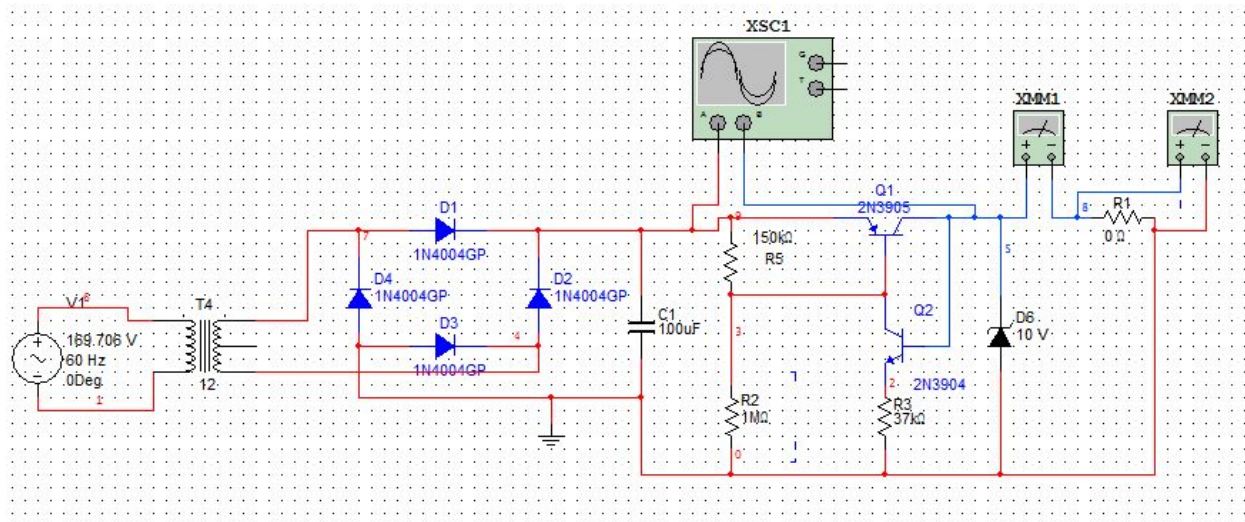 XSC1
G
T
A
B
XMM1
XMM2
+
−
+
−
Q1
2N3905
9
8
R1
0 Ω
D1
1N4004GP
7
150kΩ
R5
5
D4
1N4004GP
D2
1N4004GP
V1
6
T4
C1
100uF
Q2
D6
10 V
169.706 V
60 Hz
0Deg
D3
1N4004GP
4
3
12
1
2N3904
2
R2
1MΩ
R3
37kΩ
0